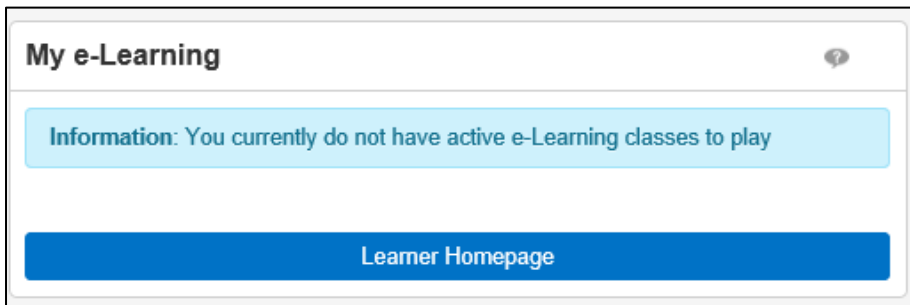 My e-Learning
Information: You currently do not have active e-Learning classes to play
Learner Homepage